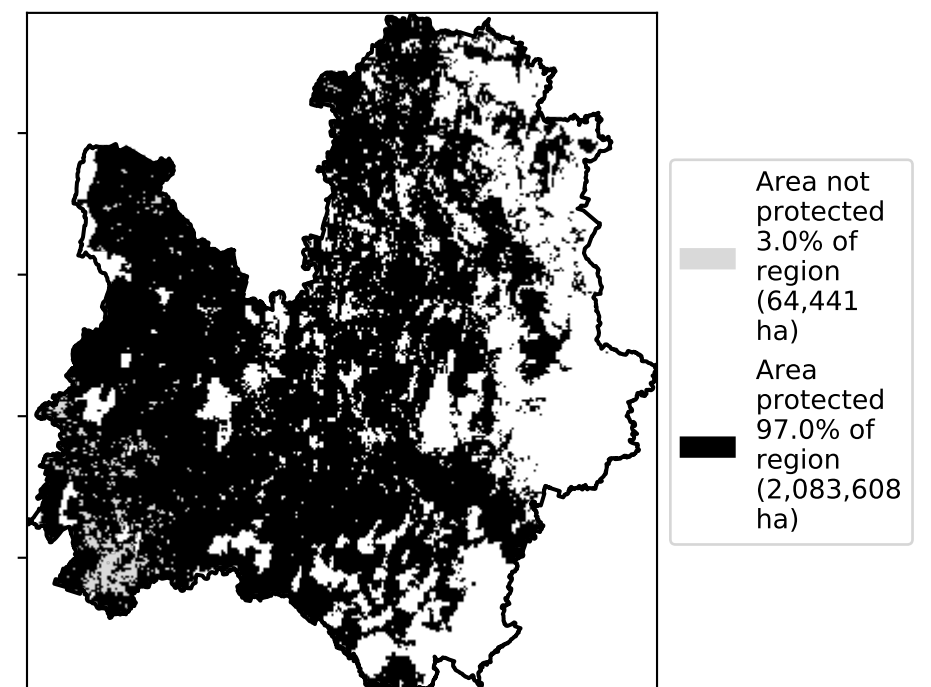 Area not
protected
3.0% of
region
(64,441
ha)
Area
protected
97.0% of
region
(2,083,608
ha)